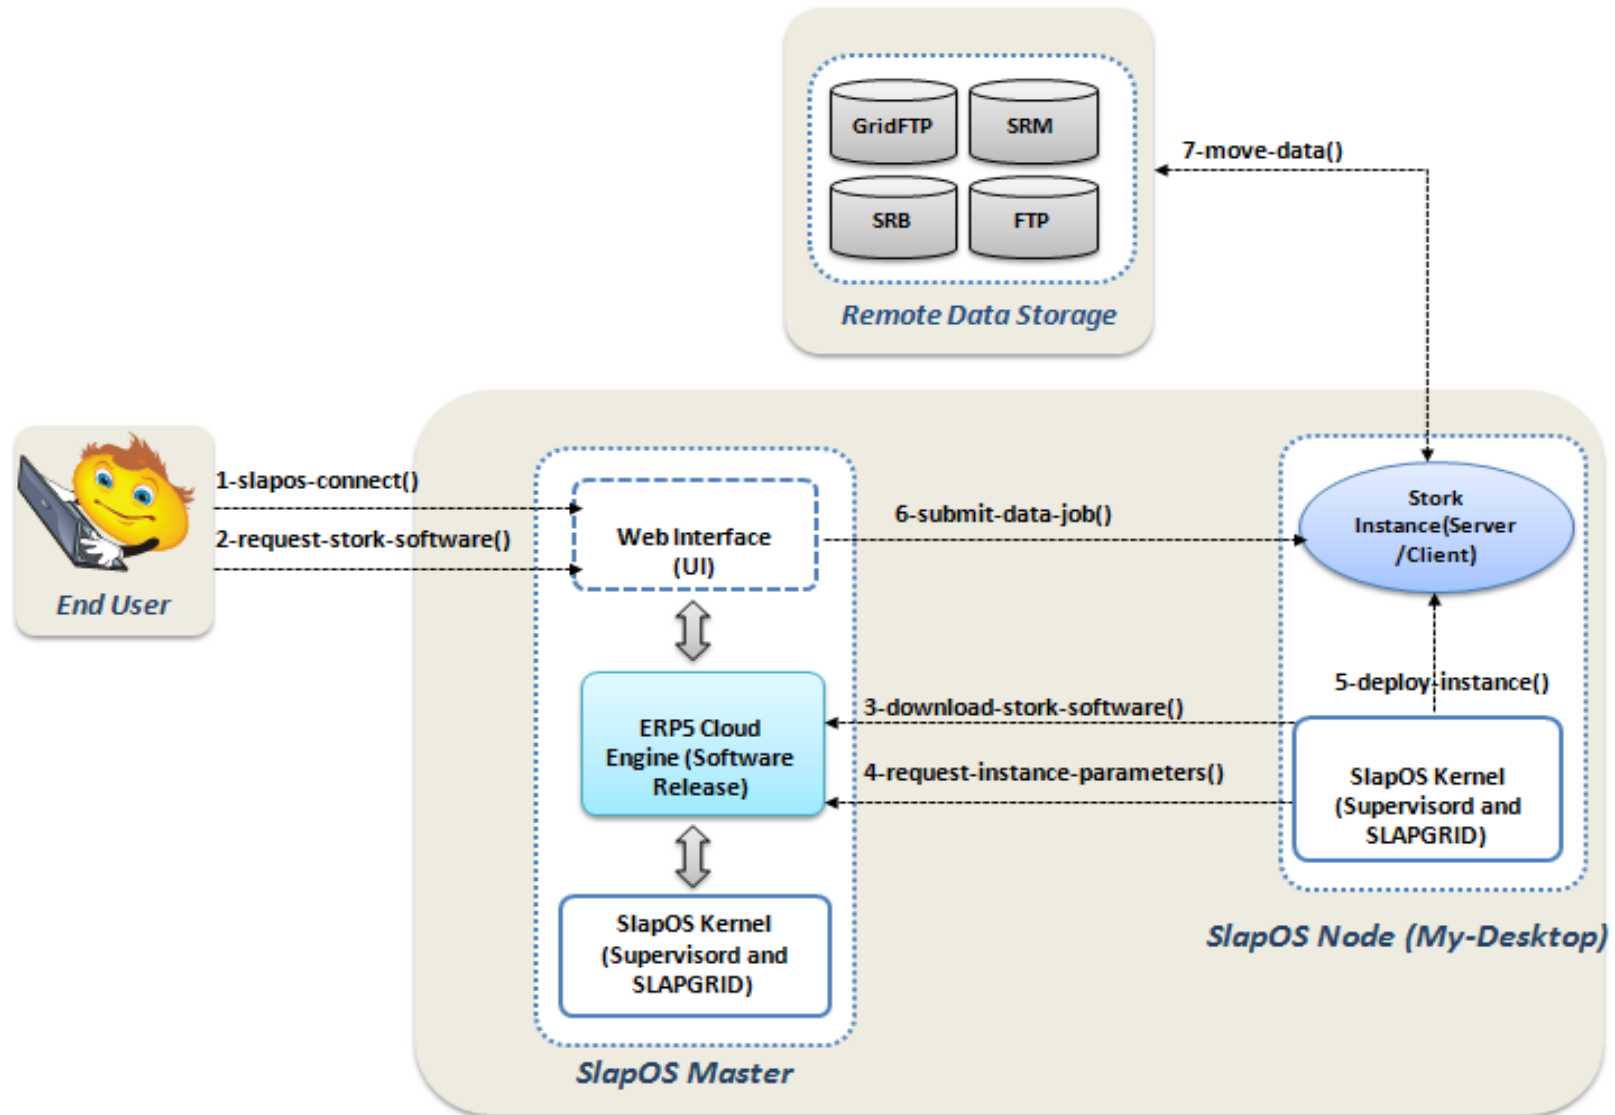 GridFTP
SRM
SRB
FTP
Remote Data Storage
7-move-data()
End User
1-slapos-connect()
2-request-stork-software()
Web Interface
(UI)
6-submit-data-job()
Stork
Instance(Server
/Client)
ERP5 Cloud
Engine (Software
Release)
3-download-stork-software()
4-request-instance-parameters()
5-deploy-instance()
SlapOS Kernel
(Supervisord and
SLAPGRID)
SlapOS Kernel
(Supervisord and
SLAPGRID)
SlapOS Node (My-Desktop)
SlapOS Master